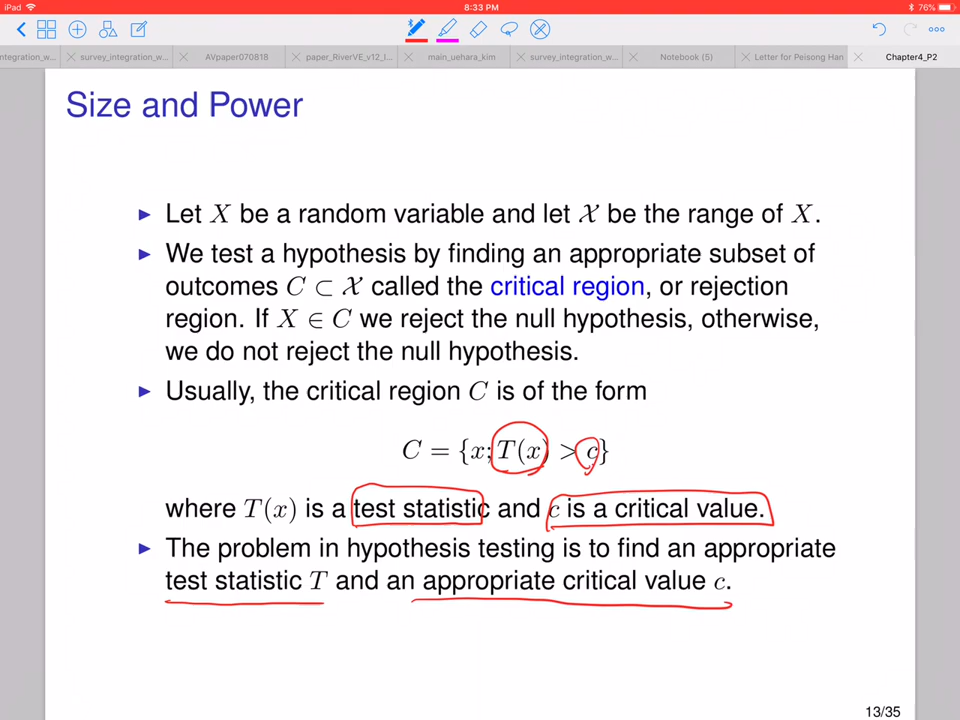 iPad
8:33 PM
76%
ntegration_w...
survey_integration_w...
AVpaper070818
paper_RiverVE_v12_l...
main_uehara_kim
survey_integration_w...
Notebook (5)
Letter for Peisong Han
Chapter4_P2
Size and Power
▶ Let X be a random variable and let 𝒳 be the range of X.
▶ We test a hypothesis by finding an appropriate subset of
outcomes C ⊂ 𝒳 called the critical region, or rejection
region. If X ∈ C we reject the null hypothesis, otherwise,
we do not reject the null hypothesis.
▶ Usually, the critical region C is of the form
C = {x; T(x) > c}
where T(x) is a test statistic and c is a critical value.
▶ The problem in hypothesis testing is to find an appropriate
test statistic T and an appropriate critical value c.
13/35